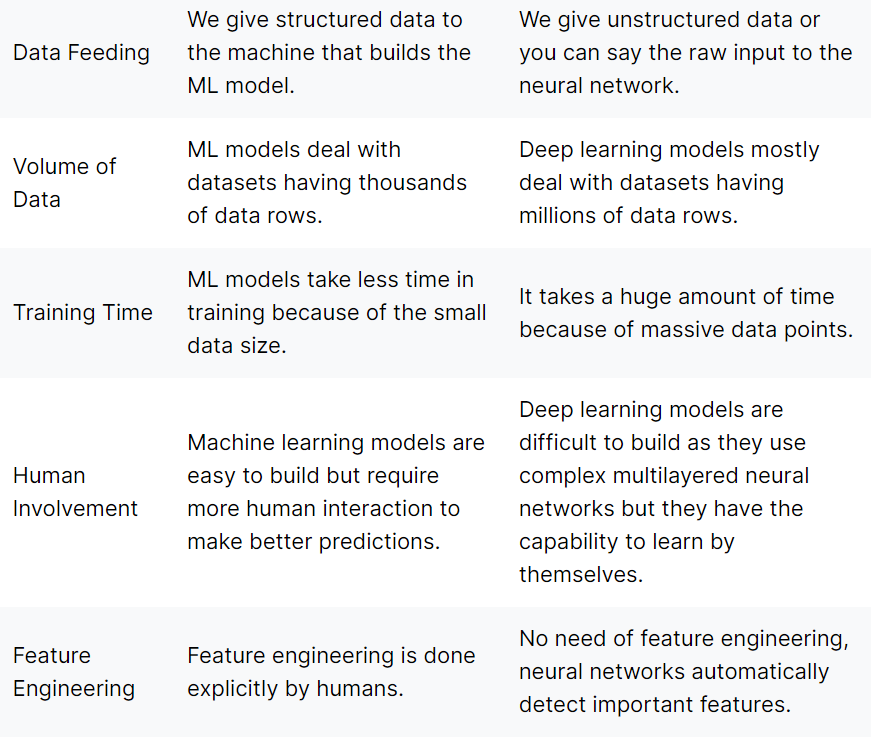 Data Feeding
We give structured data to
the machine that builds the
ML model.
We give unstructured data or
you can say the raw input to the
neural network.
Volume of
Data
ML models deal with
datasets having thousands
of data rows.
Deep learning models mostly
deal with datasets having
millions of data rows.
Training Time
ML models take less time in
training because of the small
data size.
It takes a huge amount of time
because of massive data points.
Human
Involvement
Machine learning models are
easy to build but require
more human interaction to
make better predictions.
Deep learning models are
difficult to build as they use
complex multilayered neural
networks but they have the
capability to learn by
themselves.
Feature
Engineering
Feature engineering is done
explicitly by humans.
No need of feature engineering,
neural networks automatically
detect important features.